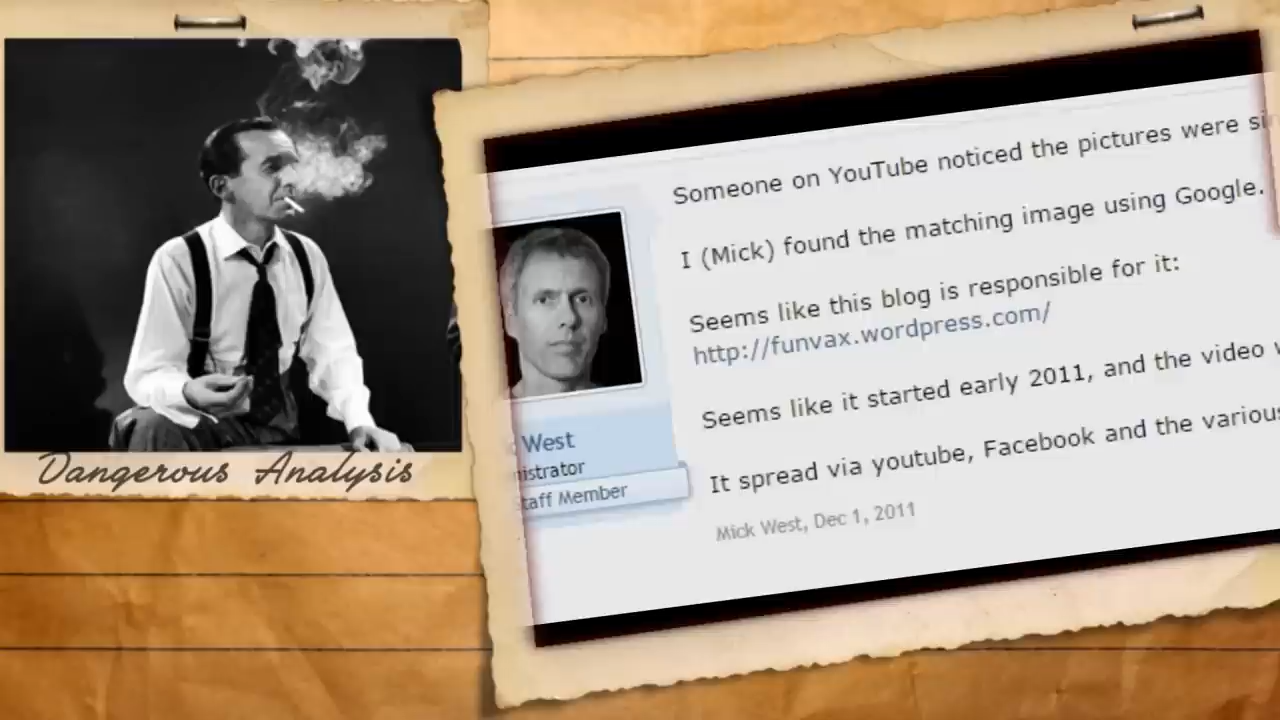 Dangerous Analysis
Someone on YouTube noticed the pictures were
I (Mick) found the matching image using Google.
Seems like this blog is responsible for it:
http://funvax.wordpress.com/
Seems like it started early 2011, and the video
It spread via youtube, Facebook and the various
Mick West, Dec 1, 2011
West
nistrator
taff Member